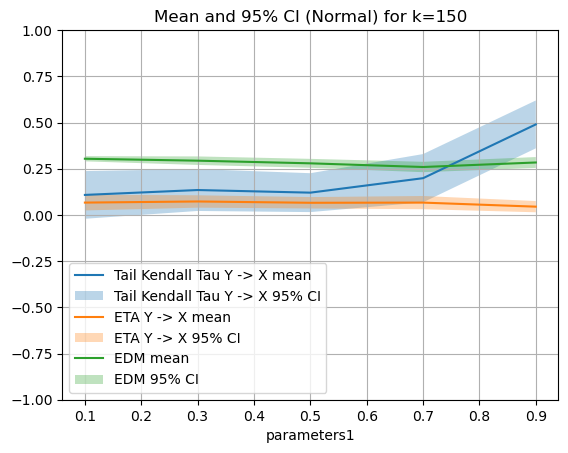 Mean and 95% CI (Normal) for k=150
1.00
0.75
0.50
0.25
0.00
−0.25
−0.50
−0.75
−1.00
Tail Kendall Tau Y -> X mean
Tail Kendall Tau Y -> X 95% CI
ETA Y -> X mean
ETA Y -> X 95% CI
EDM mean
EDM 95% CI
0.1 0.2 0.3 0.4 0.5 0.6 0.7 0.8 0.9
parameters1